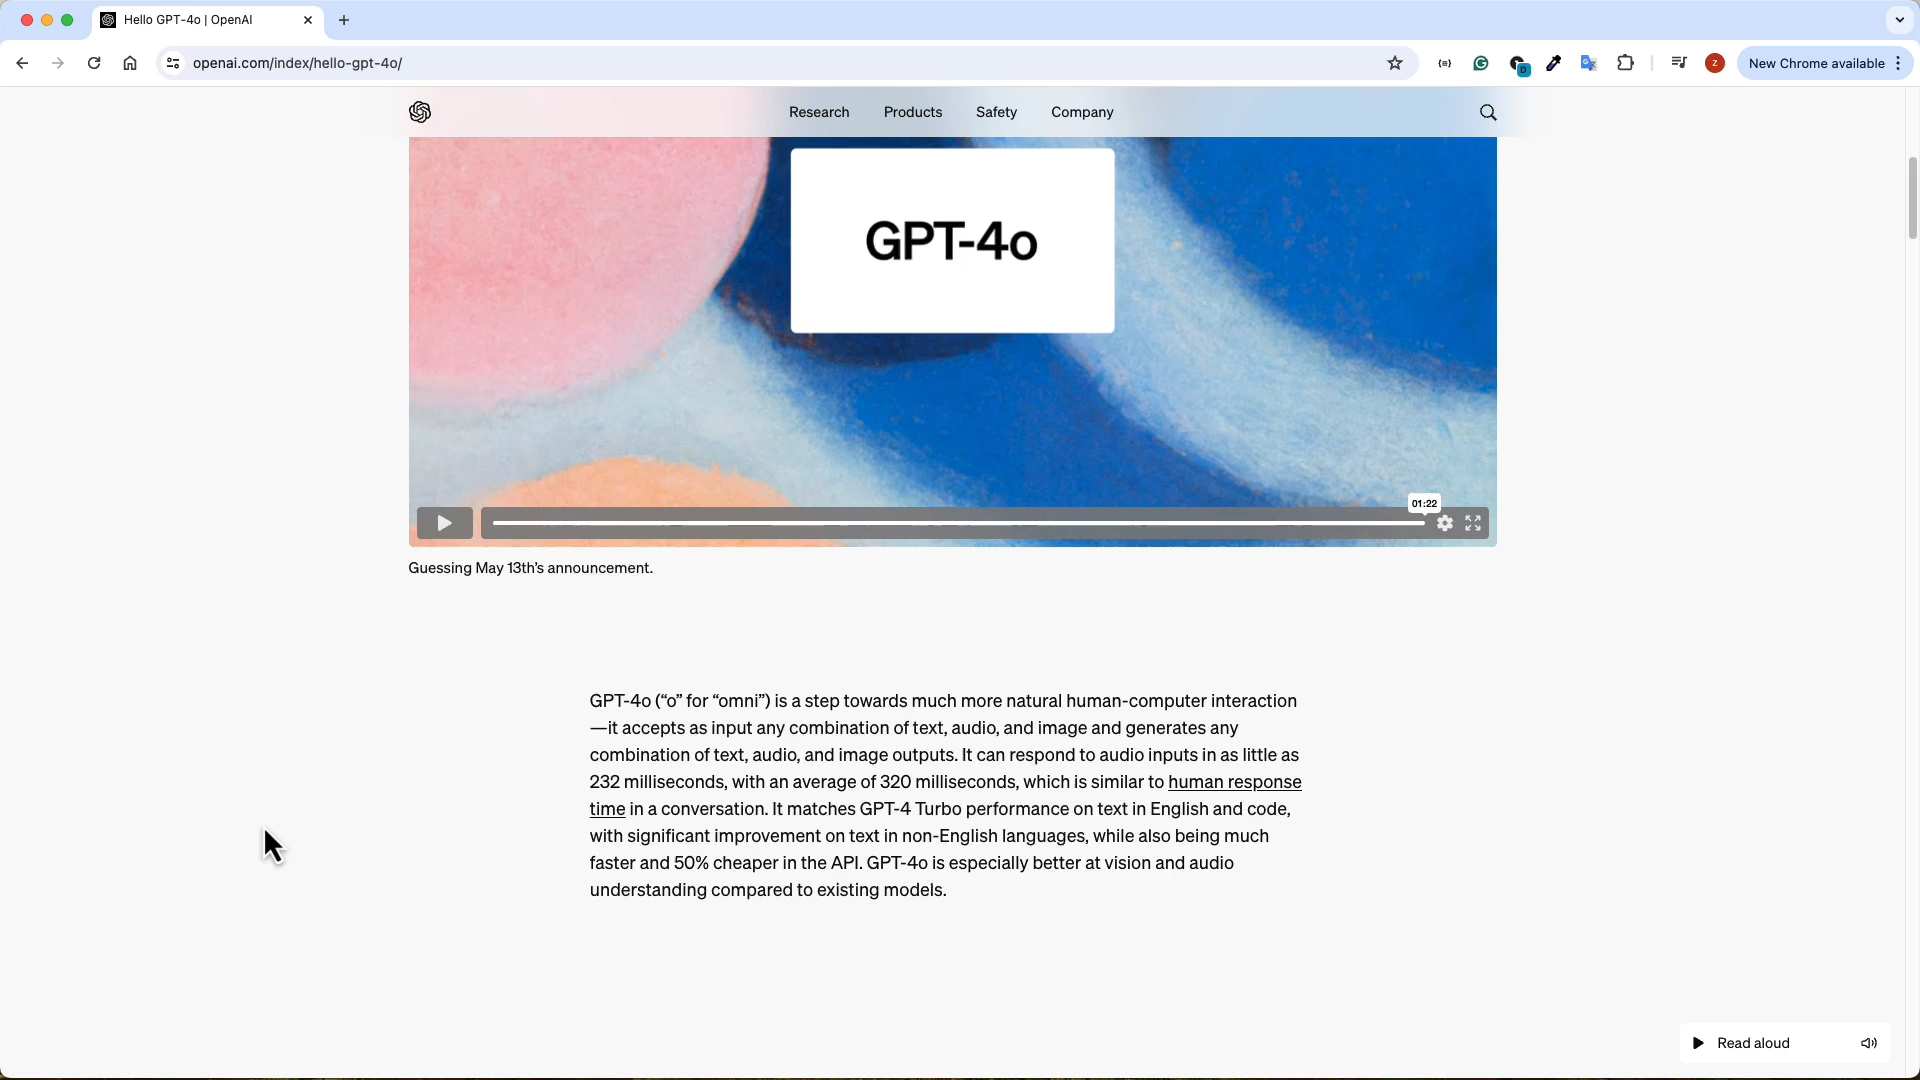 Hello GPT-4o | OpenAI
openai.com/index/hello-gpt-4o/
Z
New Chrome available
Research Products Safety Company
GPT-4o
01:22
Guessing May 13th’s announcement.
GPT-4o (“o” for “omni”) is a step towards much more natural human-computer interaction
—it accepts as input any combination of text, audio, and image and generates any
combination of text, audio, and image outputs. It can respond to audio inputs in as little as
232 milliseconds, with an average of 320 milliseconds, which is similar to human response
time in a conversation. It matches GPT-4 Turbo performance on text in English and code,
with significant improvement on text in non-English languages, while also being much
faster and 50% cheaper in the API. GPT-4o is especially better at vision and audio
understanding compared to existing models.
Read aloud